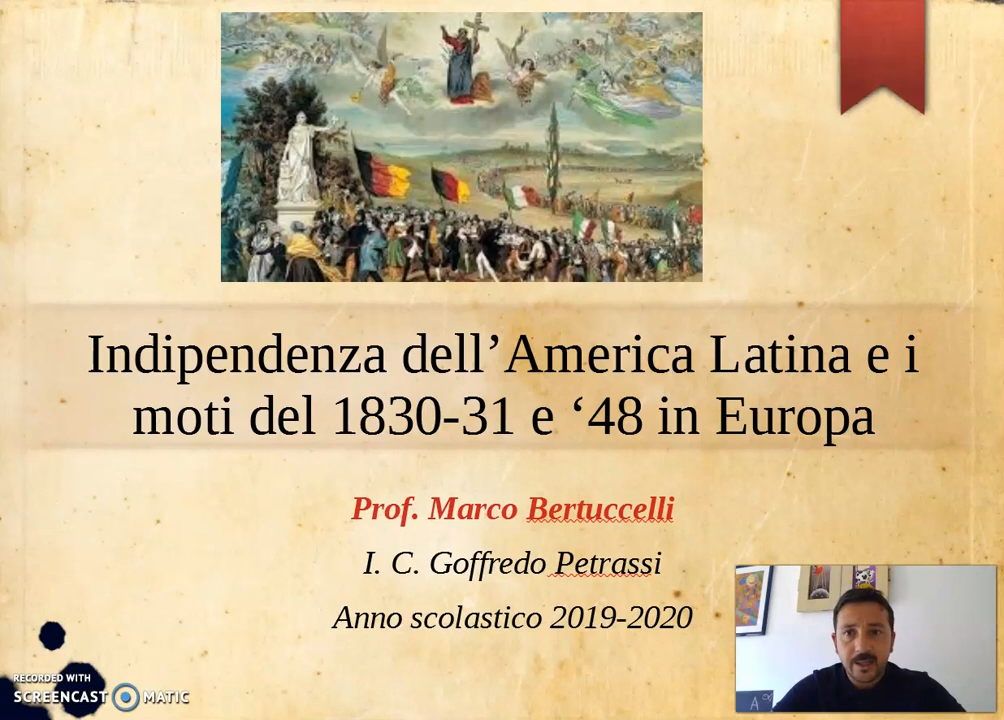 Indipendenza dell’America Latina e i
moti del 1830-31 e ‘48 in Europa
Prof. Marco Bertuccelli
I. C. Goffredo Petrassi
Anno scolastico 2019-2020
RECORDED WITH
SCREENCAST MATIC
A